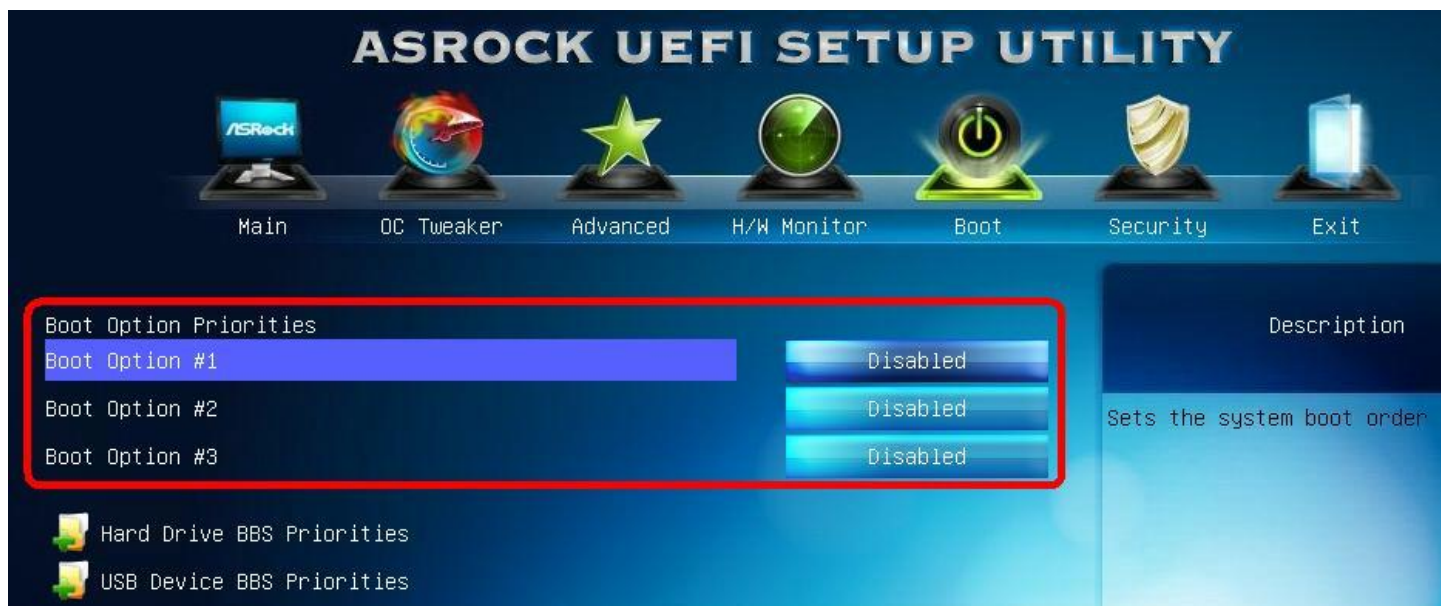 ASROCK UEFI SETUP UTILITY
ASRock
Main OC Tweaker Advanced H/W Monitor Boot Security Exit
Boot Option Priorities
Description
Boot Option #1 Disabled
Boot Option #2 Disabled
Sets the system boot order
Boot Option #3 Disabled
Hard Drive BBS Priorities
USB Device BBS Priorities